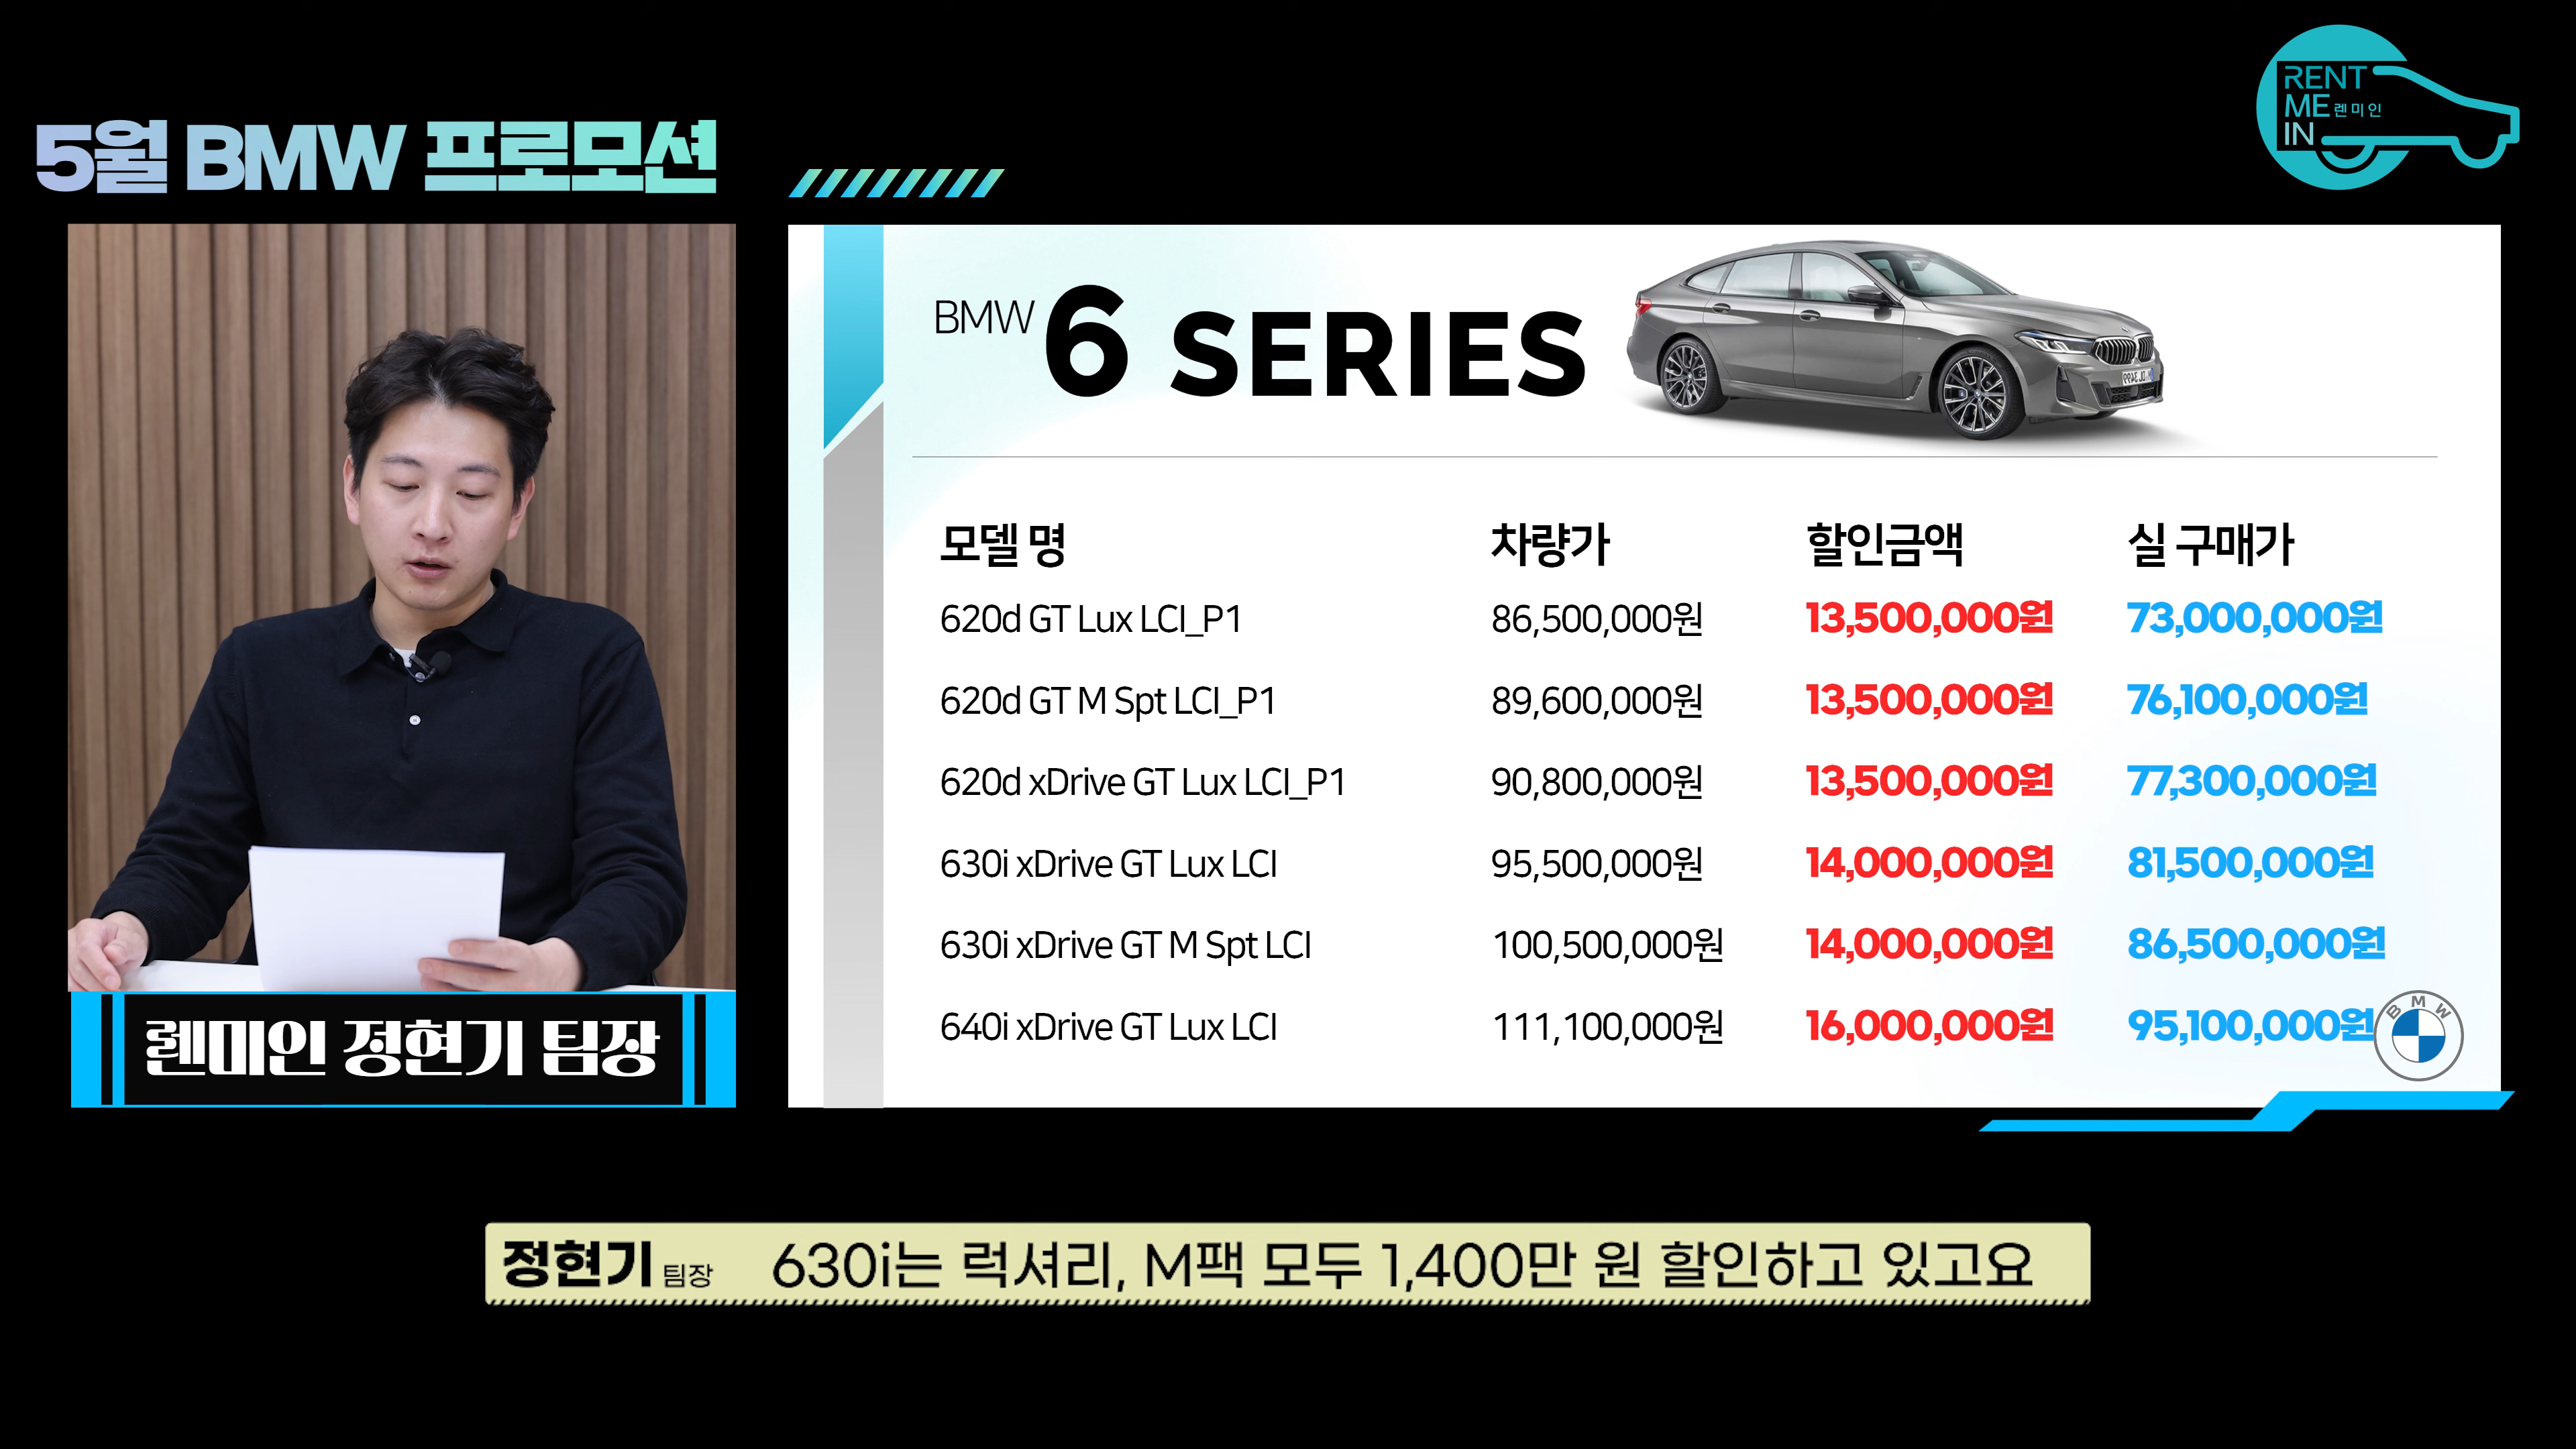 RENT
ME 렌미인
IN
5월 BMW 프로모션
BMW 6 SERIES
모델 명 차량가 할인금액 실 구매가
620d GT Lux LCI_P1 86,500,000원 13,500,000원 73,000,000원
620d GT M Spt LCI_P1 89,600,000원 13,500,000원 76,100,000원
620d xDrive GT Lux LCI_P1 90,800,000원 13,500,000원 77,300,000원
630i xDrive GT Lux LCI 95,500,000원 14,000,000원 81,500,000원
630i xDrive GT M Spt LCI 100,500,000원 14,000,000원 86,500,000원
640i xDrive GT Lux LCI 111,100,000원 16,000,000원 95,100,000원
BMW
렌미인 정현기 팀장
정현기 팀장 630i는 럭셔리, M팩 모두 1,400만 원 할인하고 있고요